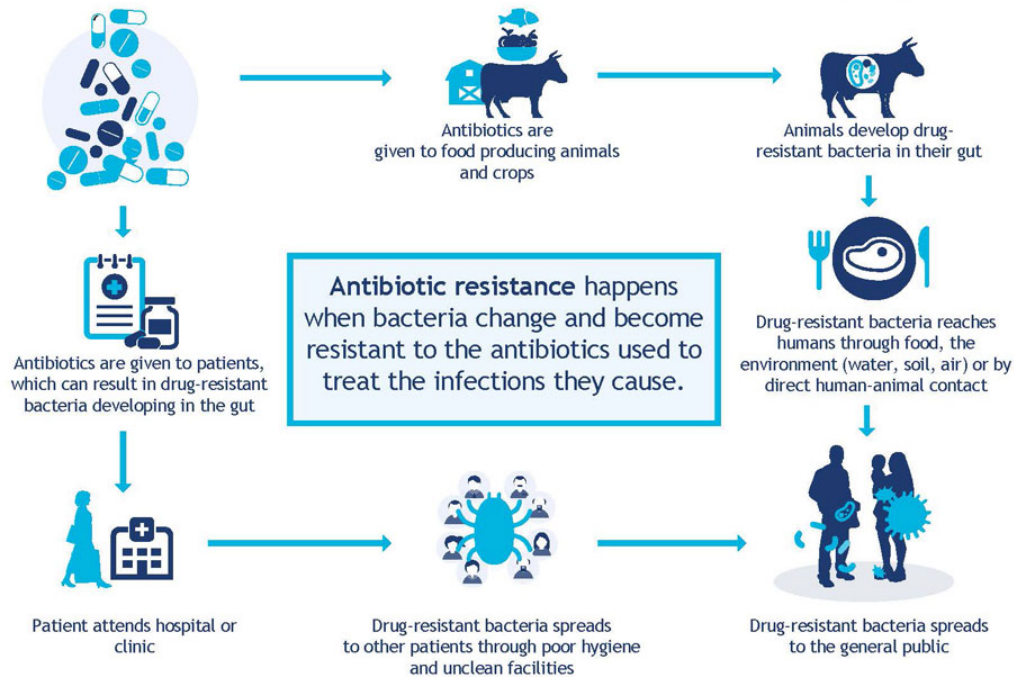 Antibiotics are
given to food producing animals
and crops
Animals develop drug-
resistant bacteria in their gut
Antibiotic resistance happens
when bacteria change and become
resistant to the antibiotics used to
treat the infections they cause.
Antibiotics are given to patients,
which can result in drug-resistant
bacteria developing in the gut
Drug-resistant bacteria reaches
humans through food, the
environment (water, soil, air) or by
direct human-animal contact
Patient attends hospital or
clinic
Drug-resistant bacteria spreads
to other patients through poor hygiene
and unclean facilities
Drug-resistant bacteria spreads
to the general public